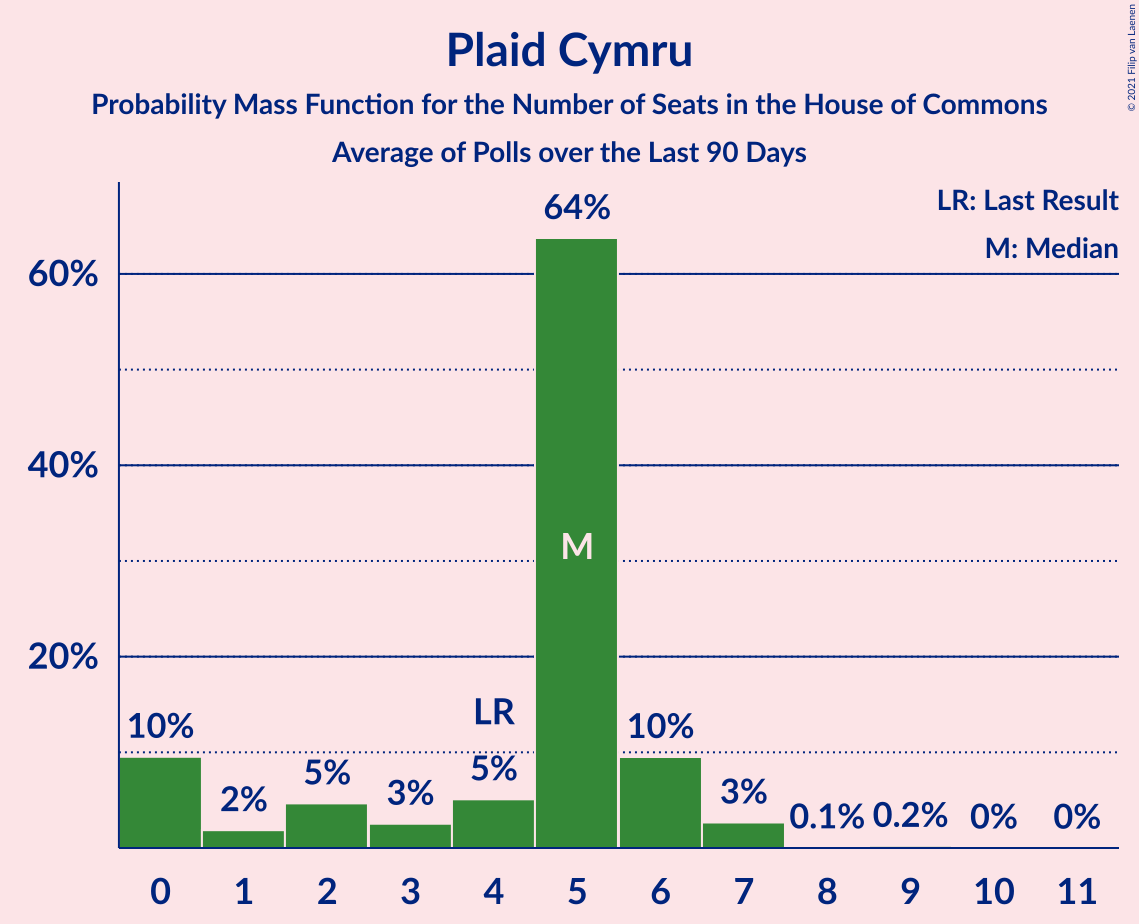 Plaid Cymru
Probability Mass Function for the Number of Seats in the House of Commons
Average of Polls over the Last 90 Days
© 2021 Filip van Laenen
LR: Last Result
M: Median
60%
40%
20%
10%
2%
5%
3%
LR
5%
64%
M
10%
3%
0.1%
0.2%
0%
0%
0 1 2 3 4 5 6 7 8 9 10 11